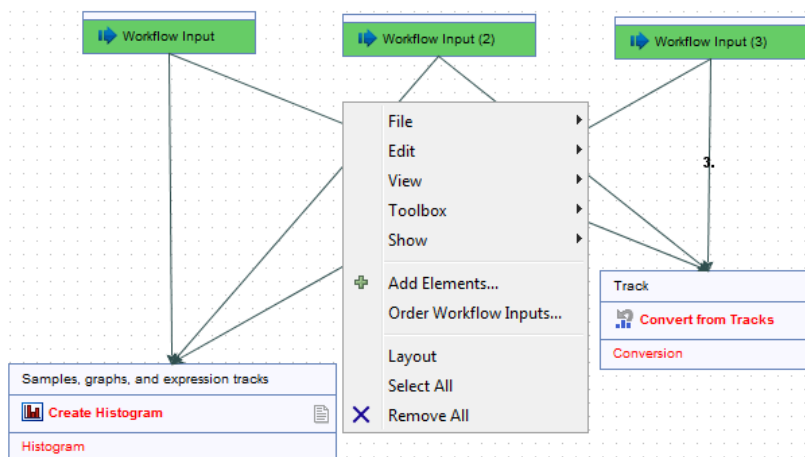 Workflow Input
Workflow Input (2)
Workflow Input (3)
File
Edit
View
Toolbox
Show
Add Elements...
Order Workflow Inputs...
Layout
Select All
Remove All
3.
Track
Convert from Tracks
Conversion
Samples, graphs, and expression tracks
Create Histogram
Histogram